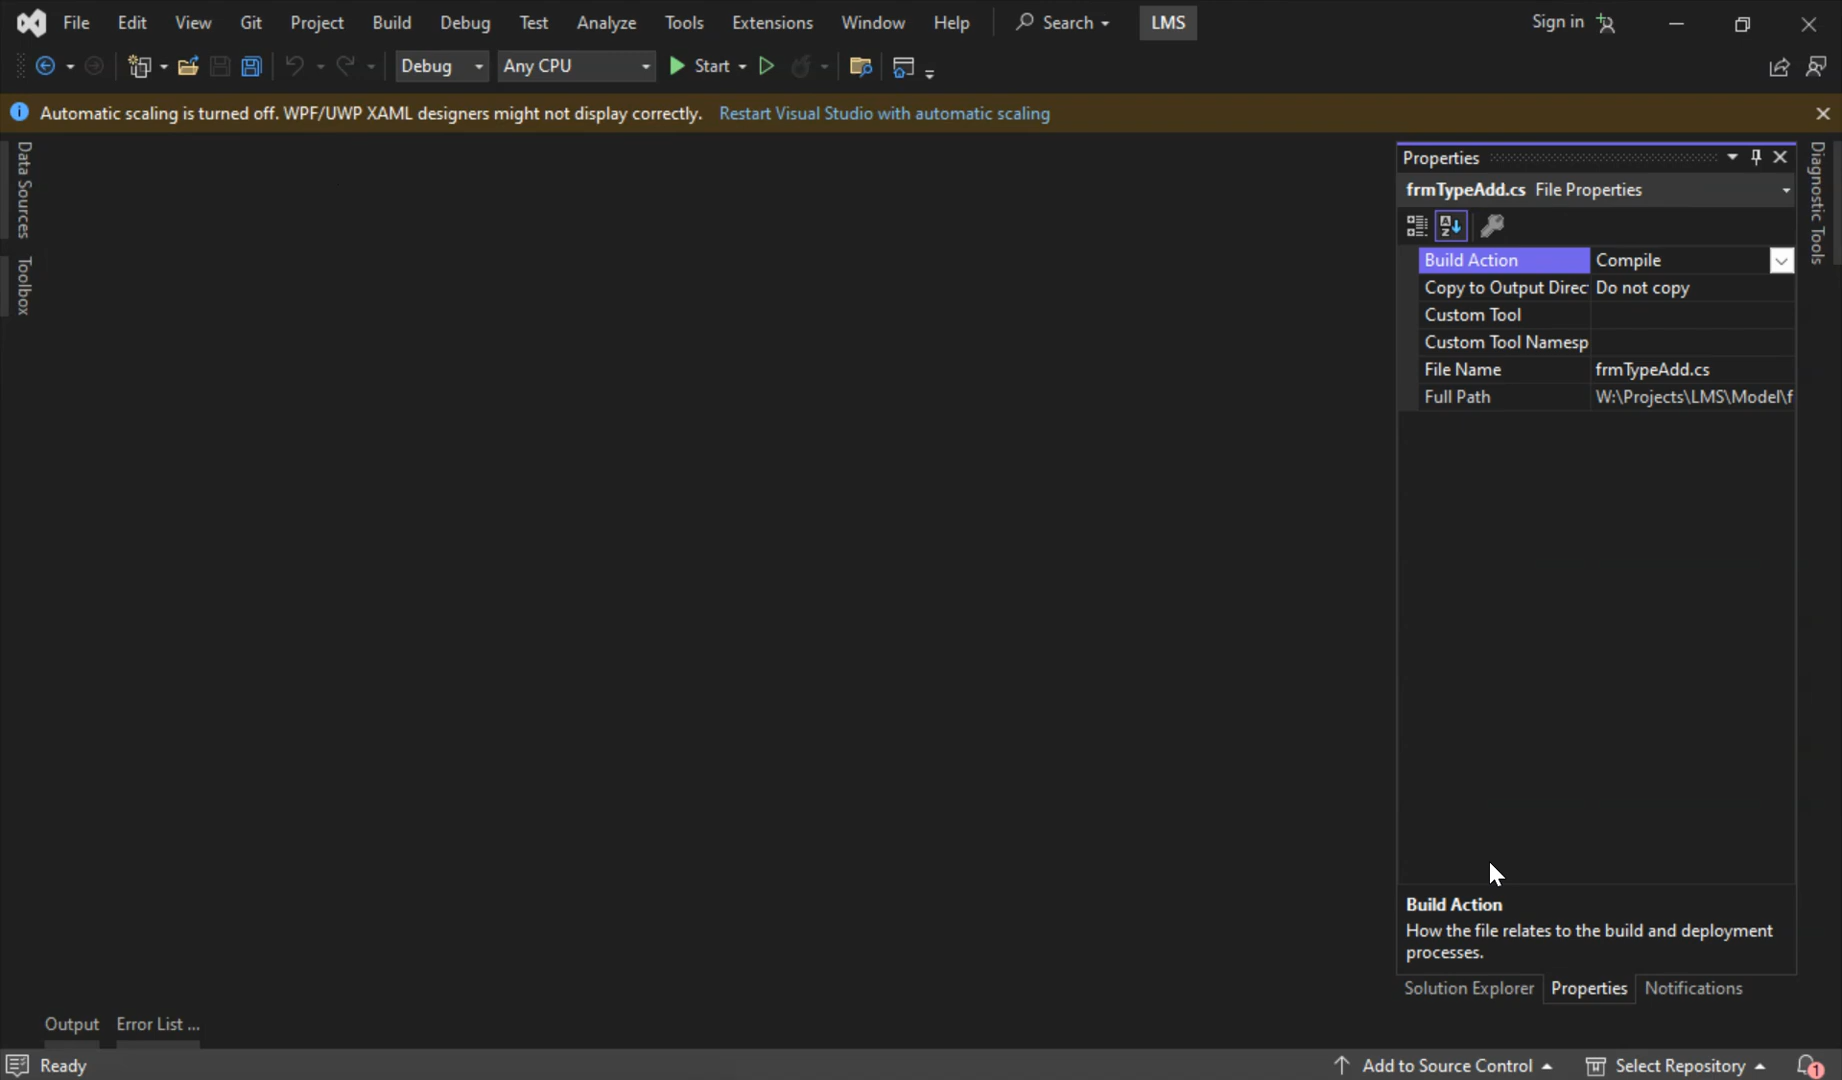 File Edit View Git Project Build Debug Test Analyze Tools Extensions Window Help Search LMS Sign in
Debug Any CPU Start
Automatic scaling is turned off. WPF/UWP XAML designers might not display correctly. Restart Visual Studio with automatic scaling
Data Sources
Toolbox
Properties
frmTypeAdd.cs File Properties
Build Action Compile
Copy to Output Direc Do not copy
Custom Tool
Custom Tool Namesp
File Name frmTypeAdd.cs
Full Path W:\Projects\LMS\Model\f
Build Action
How the file relates to the build and deployment
processes.
Solution Explorer Properties Notifications
Diagnostic Tools
Output Error List ...
Ready Add to Source Control Select Repository 1